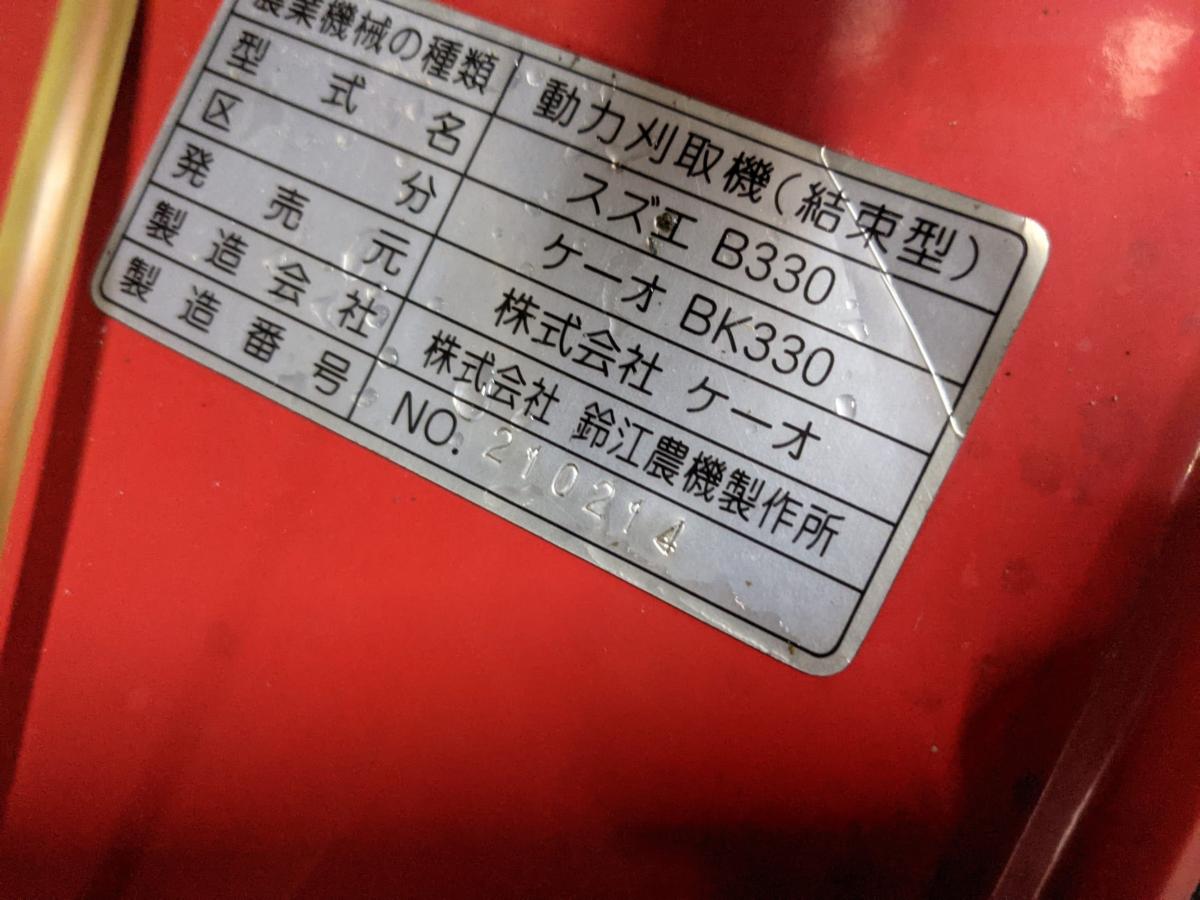 農業機械の種類 動力刈取機(結束型)
型式名 スズエ B330
区分 ケーオ BK330
発売元 株式会社 ケーオ
製造会社 株式会社 鈴江農機製作所
製造番号 NO. 210214